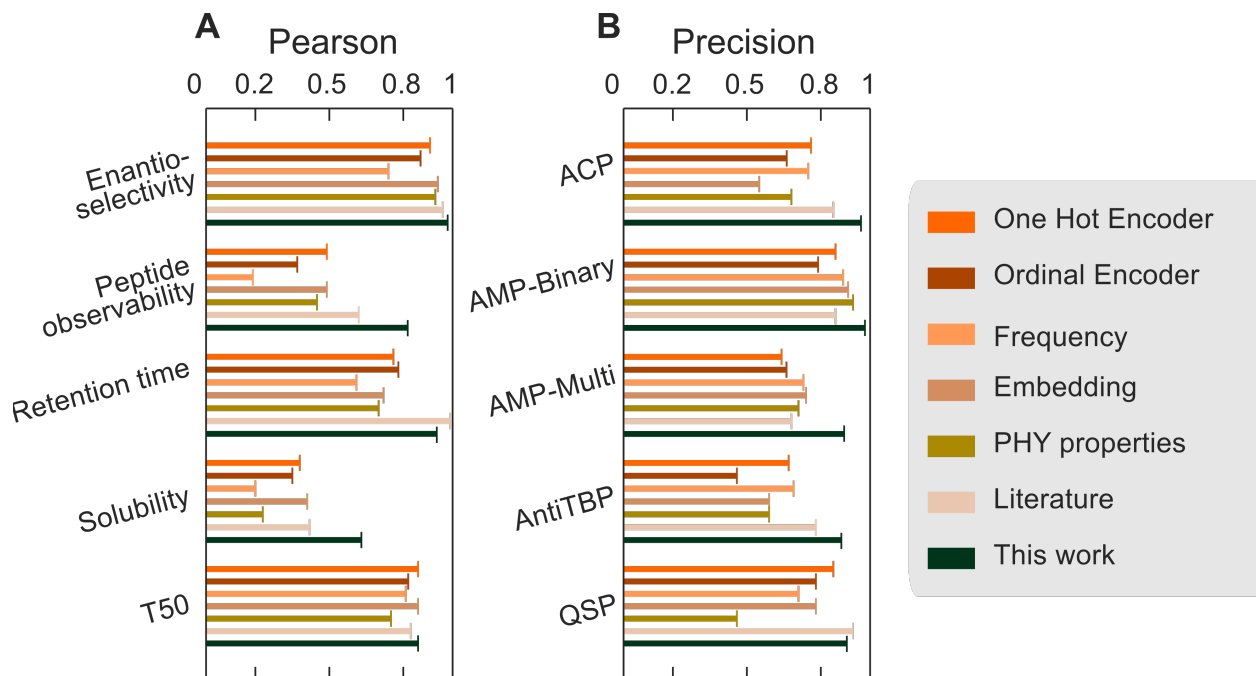 A
Pearson
0 0.2 0.5 0.8 1
Enantio-
selectivity
Peptide
observability
Retention time
Solubility
T50
B
Precision
0 0.2 0.5 0.8 1
ACP
AMP-Binary
AMP-Multi
AntiTBP
QSP
One Hot Encoder
Ordinal Encoder
Frequency
Embedding
PHY properties
Literature
This work